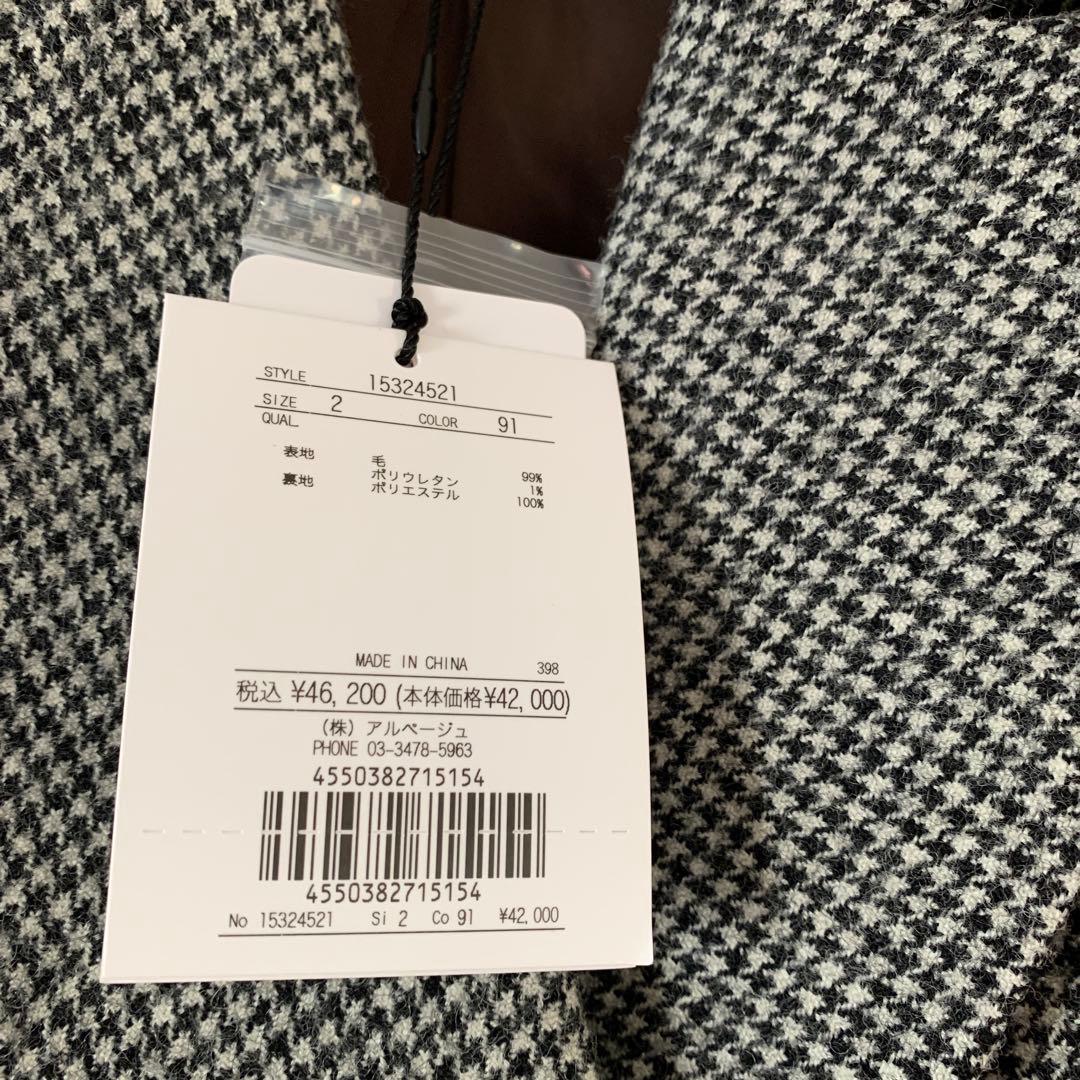 STYLE 15324521
SIZE 2 COLOR 91
QUAL
表地 毛 99%
ポリウレタン 1%
裏地 ポリエステル 100%
MADE IN CHINA 398
税込 ¥46,200 (本体価格¥42,000)
(株) アルページュ
PHONE 03-3478-5963
4550382715154
4550382715154
No 15324521 Si 2 Co 91 ¥42,000